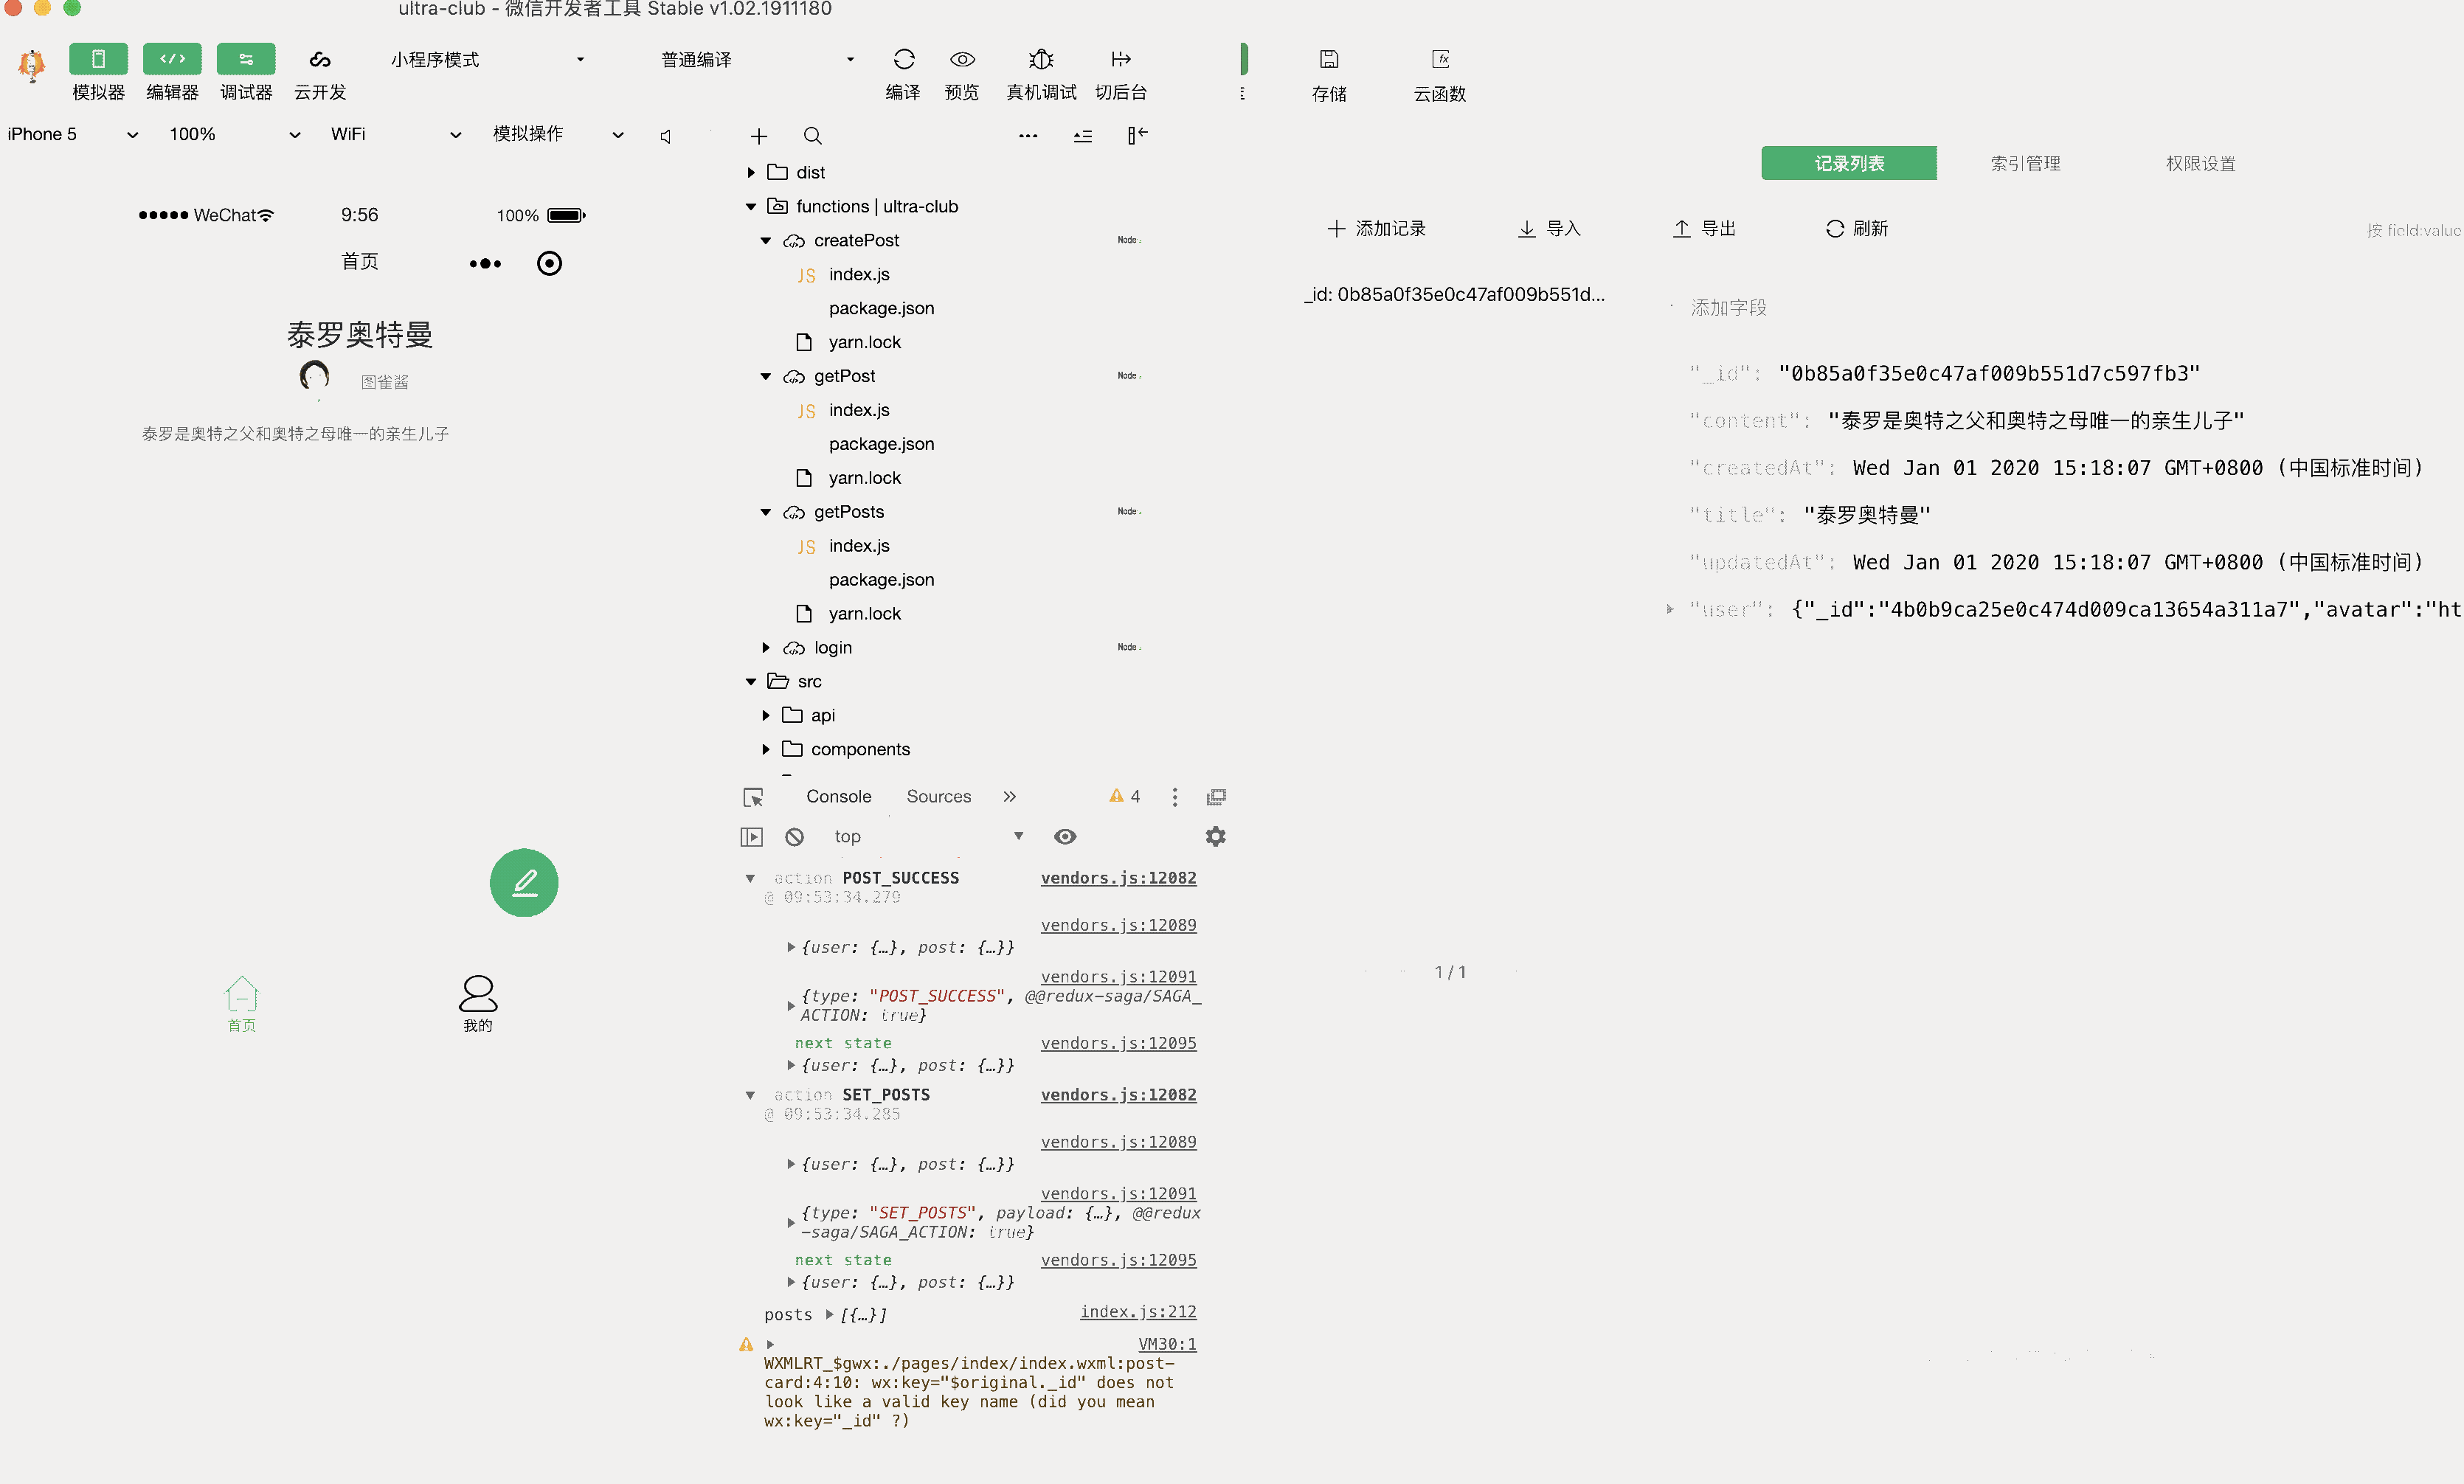 ultra-club - 微信开发者工具 Stable v1.02.1911180
模拟器 编辑器 调试器 云开发
小程序模式 普通编译
编译 预览 真机调试 切后台
存储 云函数
iPhone 5 100% WiFi 模拟操作
WeChat 9:56 100%
首页
泰罗奥特曼
图雀酱
泰罗是奥特之父和奥特之母唯一的亲生儿子
首页 我的
dist
functions | ultra-club
createPost Node
JS index.js
package.json
yarn.lock
getPost Node
JS index.js
package.json
yarn.lock
getPosts Node
JS index.js
package.json
yarn.lock
login Node
src
api
components
Console Sources 4
top
action POST_SUCCESS vendors.js:12082
@ 09:53:34.279
vendors.js:12089
{user: {…}, post: {…}}
vendors.js:12091
{type: "POST_SUCCESS", @@redux-saga/SAGA_
ACTION: true}
next state vendors.js:12095
{user: {…}, post: {…}}
action SET_POSTS vendors.js:12082
@ 09:53:34.285
vendors.js:12089
{user: {…}, post: {…}}
vendors.js:12091
{type: "SET_POSTS", payload: {…}, @@redux
-saga/SAGA_ACTION: true}
next state vendors.js:12095
{user: {…}, post: {…}}
posts [{…}] index.js:212
VM30:1
WXMLRT_$gwx:./pages/index/index.wxml:post-
card:4:10: wx:key="$original._id" does not
look like a valid key name (did you mean
wx:key="_id" ?)
记录列表 索引管理 权限设置
添加记录 导入 导出 刷新 按 field:value
_id: 0b85a0f35e0c47af009b551d...
1 / 1
添加字段
"_id": "0b85a0f35e0c47af009b551d7c597fb3"
"content": "泰罗是奥特之父和奥特之母唯一的亲生儿子"
"createdAt": Wed Jan 01 2020 15:18:07 GMT+0800 (中国标准时间)
"title": "泰罗奥特曼"
"updatedAt": Wed Jan 01 2020 15:18:07 GMT+0800 (中国标准时间)
"user": {"_id":"4b0b9ca25e0c474d009ca13654a311a7","avatar":"ht